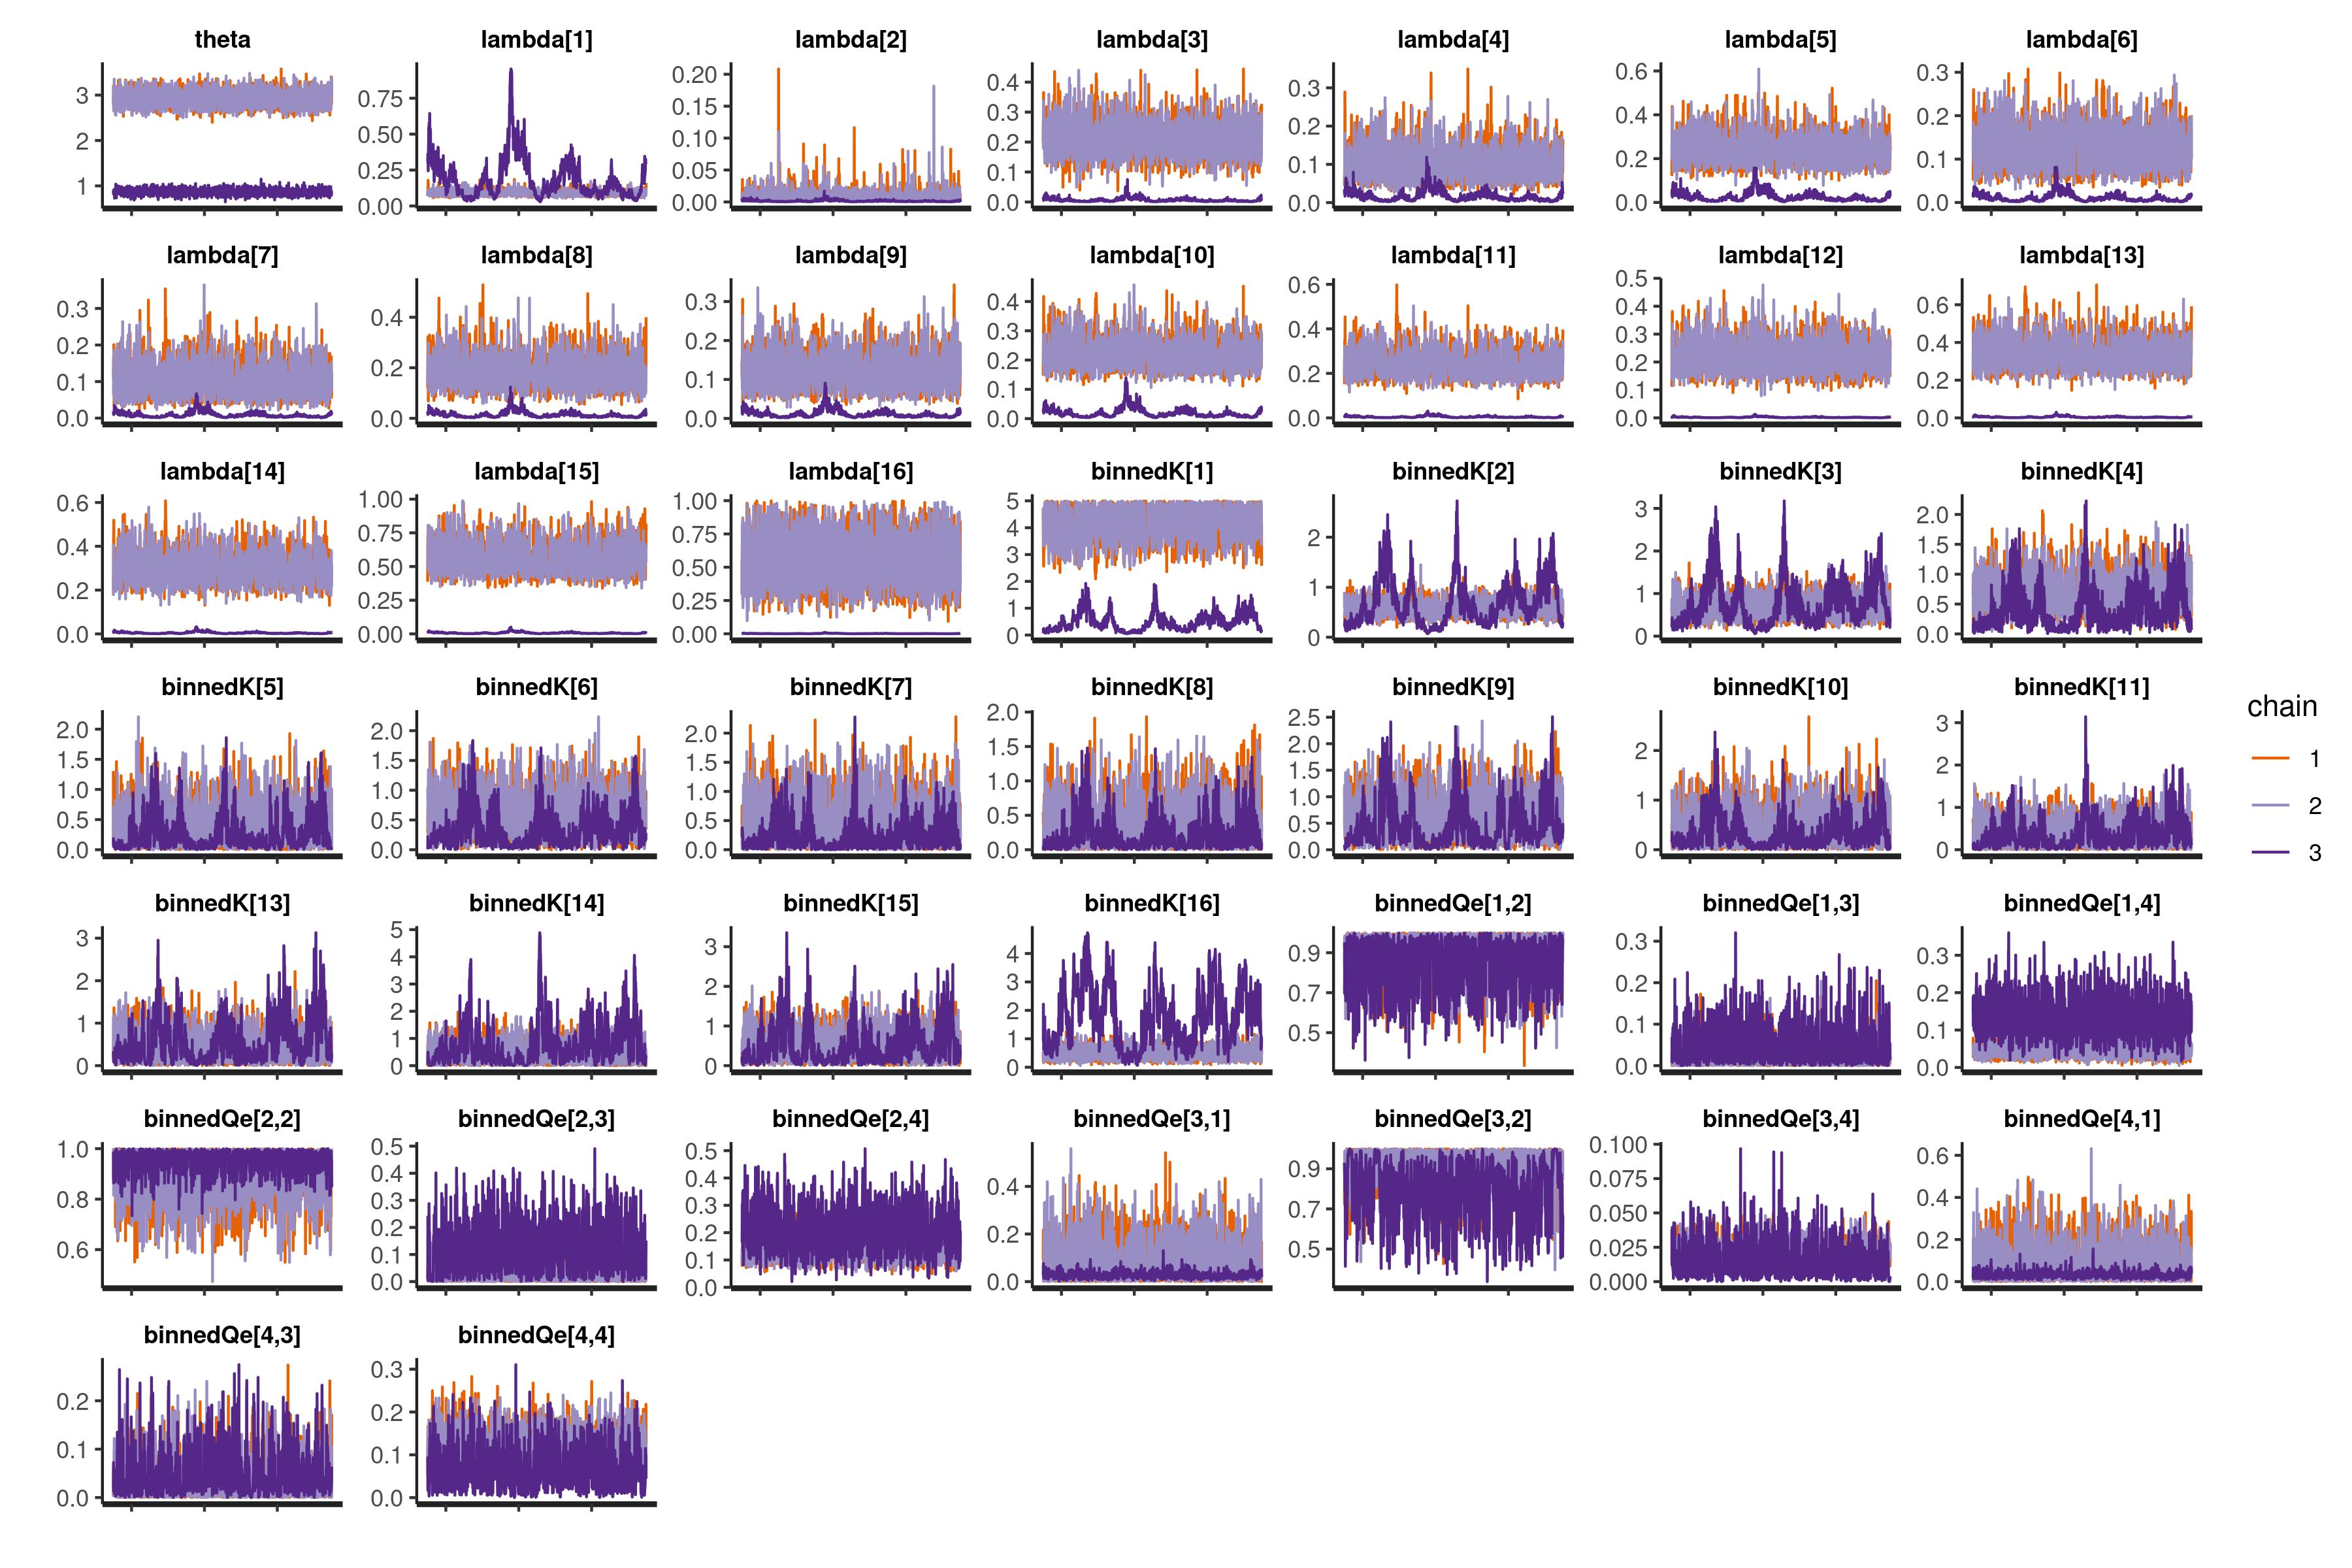 theta lambda[1] lambda[2] lambda[3] lambda[4] lambda[5] lambda[6]
3 2 1
0.75 0.50 0.25 0.00
0.20 0.15 0.10 0.05 0.00
0.4 0.3 0.2 0.1 0.0
0.3 0.2 0.1 0.0
0.6 0.4 0.2 0.0
0.3 0.2 0.1 0.0
lambda[7] lambda[8] lambda[9] lambda[10] lambda[11] lambda[12] lambda[13]
0.3 0.2 0.1 0.0
0.4 0.2 0.0
0.3 0.2 0.1 0.0
0.4 0.3 0.2 0.1 0.0
0.6 0.4 0.2 0.0
0.5 0.4 0.3 0.2 0.1 0.0
0.6 0.4 0.2 0.0
lambda[14] lambda[15] lambda[16] binnedK[1] binnedK[2] binnedK[3] binnedK[4]
0.6 0.4 0.2 0.0
1.00 0.75 0.50 0.25 0.00
1.00 0.75 0.50 0.25 0.00
5 4 3 2 1 0
2 1 0
3 2 1 0
2.0 1.5 1.0 0.5 0.0
binnedK[5] binnedK[6] binnedK[7] binnedK[8] binnedK[9] binnedK[10] binnedK[11]
2.0 1.5 1.0 0.5 0.0
2.0 1.5 1.0 0.5 0.0
2.0 1.5 1.0 0.5 0.0
2.0 1.5 1.0 0.5 0.0
2.5 2.0 1.5 1.0 0.5 0.0
2 1 0
3 2 1 0
chain
1
2
3
binnedK[13] binnedK[14] binnedK[15] binnedK[16] binnedQe[1,2] binnedQe[1,3] binnedQe[1,4]
3 2 1 0
5 4 3 2 1 0
3 2 1 0
4 3 2 1 0
0.9 0.7 0.5
0.3 0.2 0.1 0.0
0.3 0.2 0.1 0.0
binnedQe[2,2] binnedQe[2,3] binnedQe[2,4] binnedQe[3,1] binnedQe[3,2] binnedQe[3,4] binnedQe[4,1]
1.0 0.8 0.6
0.5 0.4 0.3 0.2 0.1 0.0
0.5 0.4 0.3 0.2 0.1 0.0
0.4 0.2 0.0
0.9 0.7 0.5
0.100 0.075 0.050 0.025 0.000
0.6 0.4 0.2 0.0
binnedQe[4,3] binnedQe[4,4]
0.2 0.1 0.0
0.3 0.2 0.1 0.0